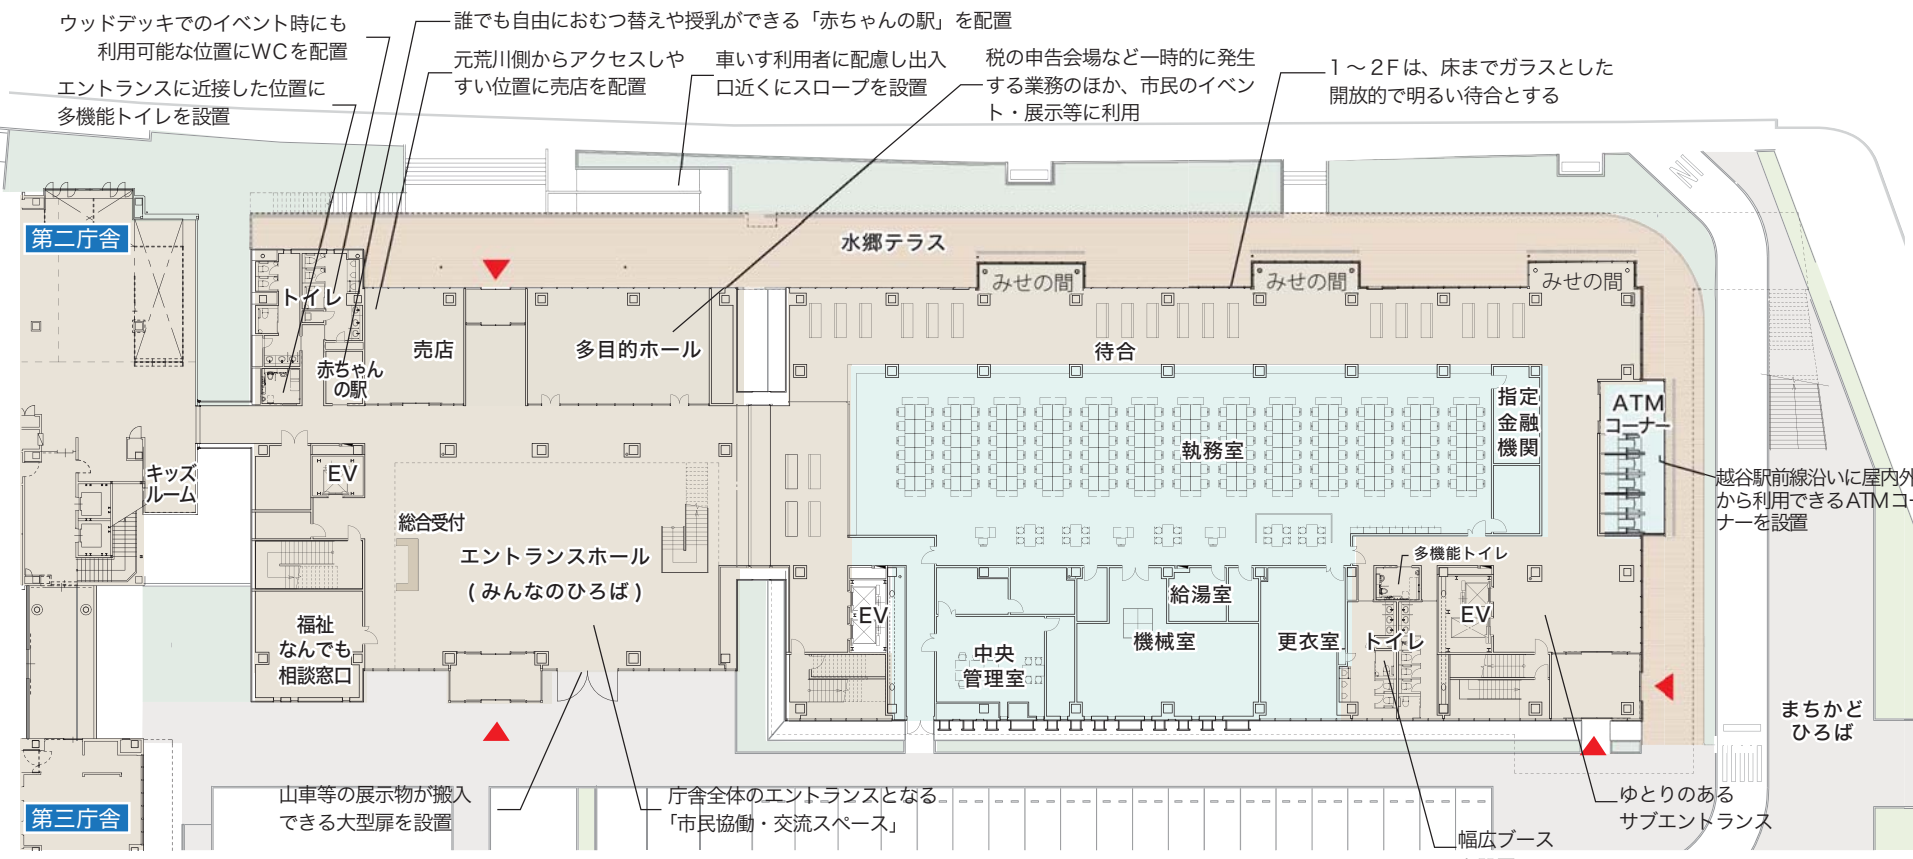 ウッドデッキでのイベント時にも
利用可能な位置にWCを配置
誰でも自由におむつ替えや授乳ができる「赤ちゃんの駅」を配置
エントランスに近接した位置に
多機能トイレを設置
元荒川側からアクセスしや
すい位置に売店を配置
車いす利用者に配慮し出入
口近くにスロープを設置
税の申告会場など一時的に発生
する業務のほか、市民のイベン
ト・展示等に利用
1～2Fは、床までガラスとした
開放的で明るい待合とする
第二庁舎
水郷テラス
みせの間
みせの間
みせの間
トイレ
売店
多目的ホール
待合
赤ちゃん
の駅
指定
金融
機関
ATM
コーナー
執務室
キッズ
ルーム
EV
総合受付
エントランスホール
(みんなのひろば)
越谷駅前線沿いに屋内外
から利用できるATMコー
ナーを設置
多機能トイレ
給湯室
EV
EV
福祉
なんでも
相談窓口
中央
管理室
機械室
更衣室
トイレ
まちかど
ひろば
第三庁舎
山車等の展示物が搬入
できる大型扉を設置
庁舎全体のエントランスとなる
「市民協働・交流スペース」
ゆとりのある
サブエントランス
幅広ブース